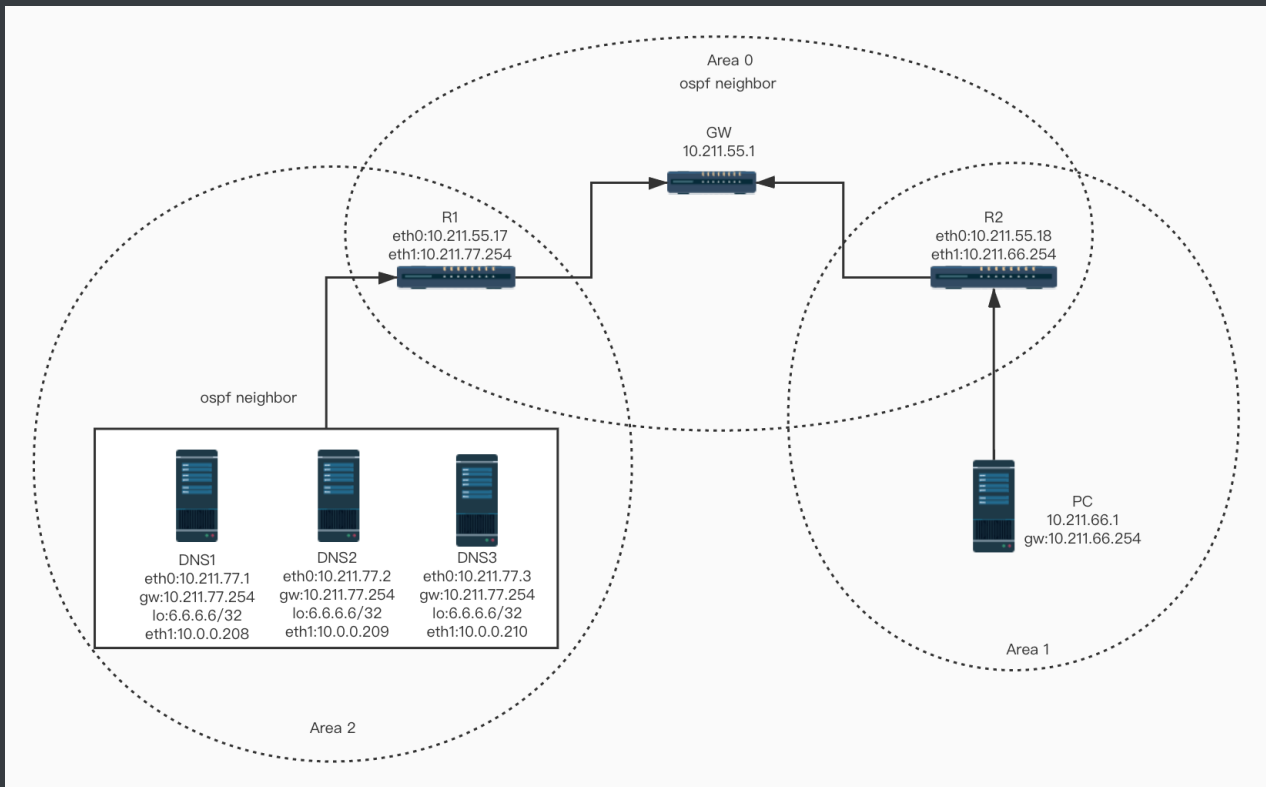 Area 0
ospf neighbor
GW
10.211.55.1
R1
eth0:10.211.55.17
eth1:10.211.77.254
R2
eth0:10.211.55.18
eth1:10.211.66.254
ospf neighbor
DNS1
eth0:10.211.77.1
gw:10.211.77.254
lo:6.6.6.6/32
eth1:10.0.0.208
DNS2
eth0:10.211.77.2
gw:10.211.77.254
lo:6.6.6.6/32
eth1:10.0.0.209
DNS3
eth0:10.211.77.3
gw:10.211.77.254
lo:6.6.6.6/32
eth1:10.0.0.210
PC
10.211.66.1
gw:10.211.66.254
Area 1
Area 2